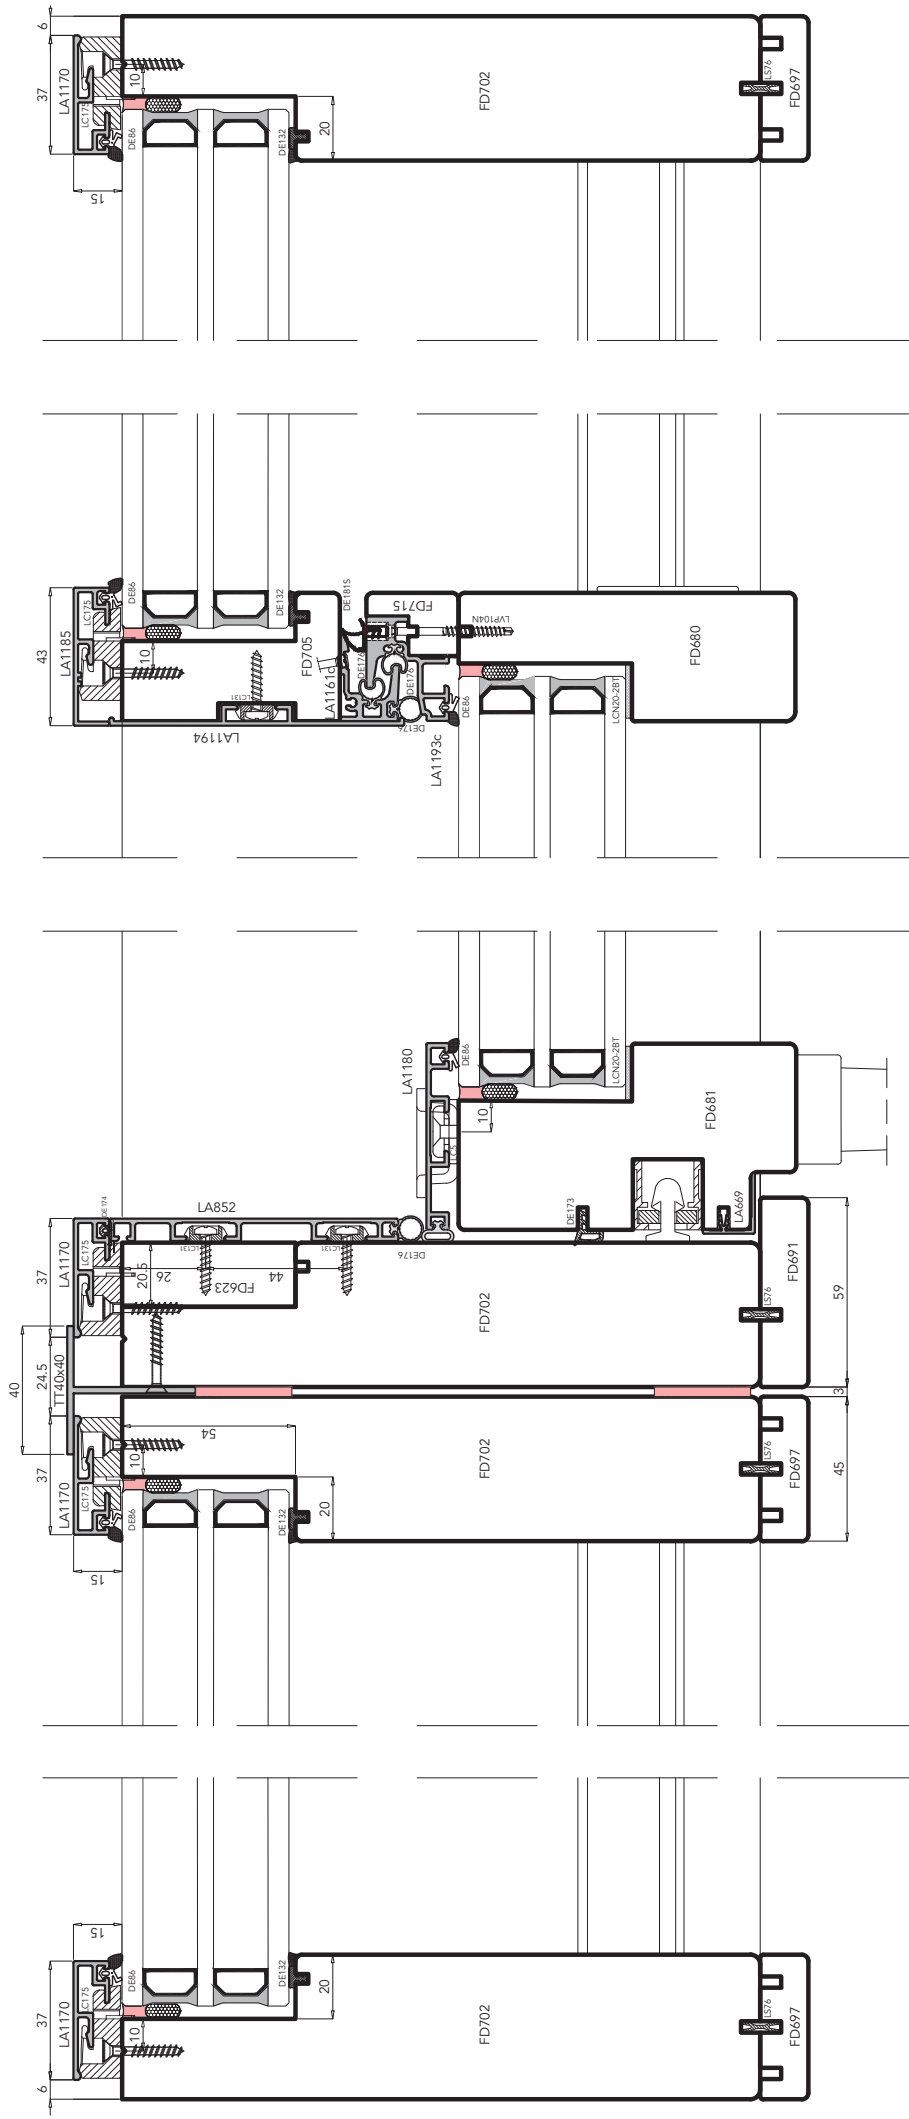 6
37
LA1170
LC175
10
DE86
15
DE132
20
FD702
LS76
FD697
43
LA1185
LC175
10
DE86
DE132
FD705
DE181S
FD715
LVP104N
LC131
LA1194
LA1161c
DE176
DE176
DE176
LA1193c
DE86
LCN20-2BT
FD680
LA1180
DE86
LCN20-2BT
10
LC5
FD681
LA669
DE173
DE174
LA852
LC131
LC131
DE176
37
LA1170
LC175
20.5
26
FD623
44
FD702
LS76
FD691
59
40
24.5
TT40x40
3
37
LA1170
LC175
10
54
DE86
15
DE132
20
FD702
LS76
FD697
45
15
37
LA1170
LC175
6
DE86
10
DE132
20
FD702
LS76
FD697